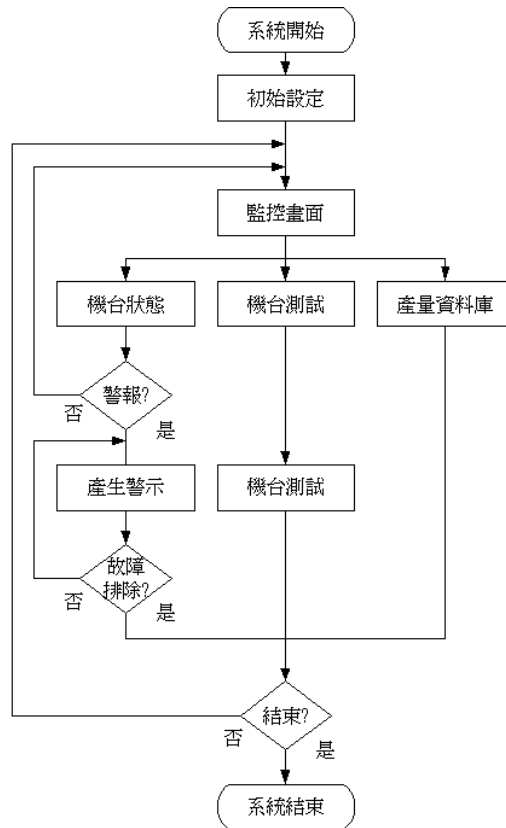 系統開始
初始設定
監控畫面
機台狀態
機台測試
產量資料庫
警報?
否
是
產生警示
機台測試
故障
排除?
否
是
結束?
否
是
系統結束